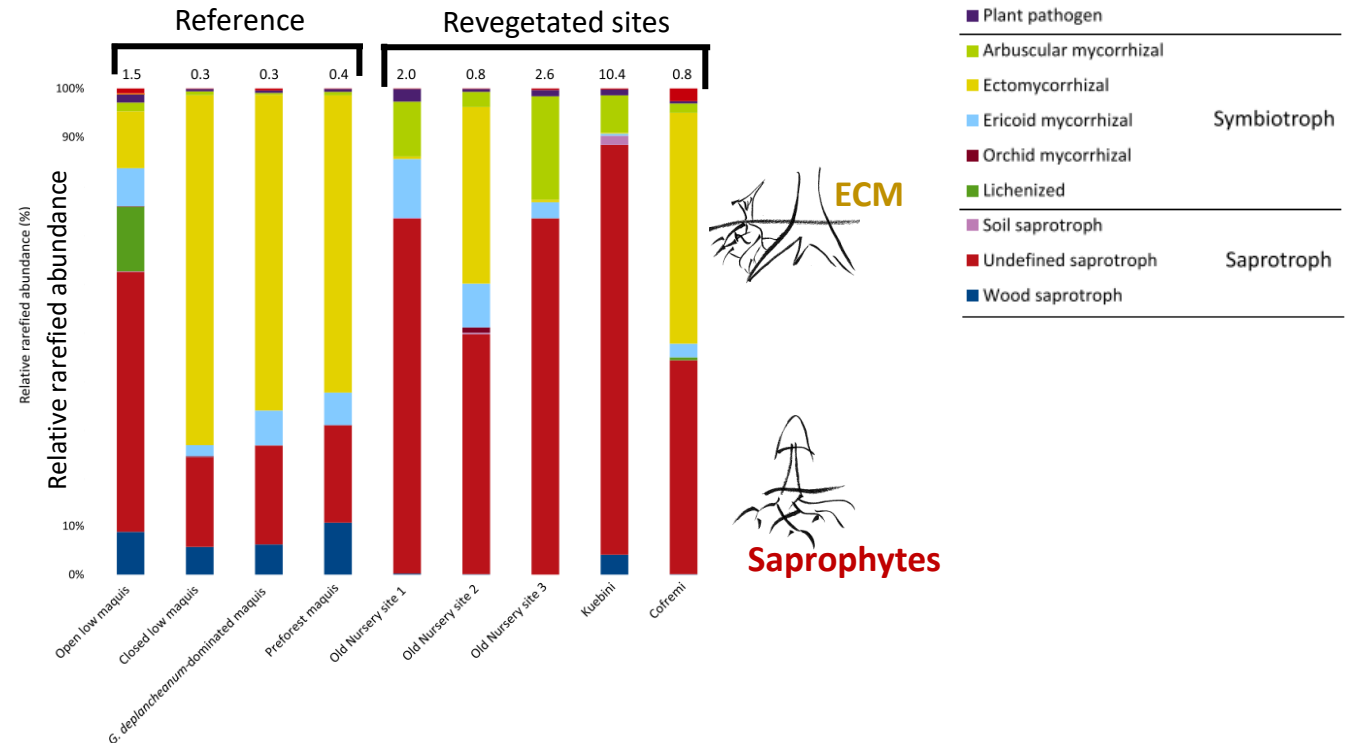 Reference
Revegetated sites
1.5
0.3
0.3
0.4
2.0
0.8
2.6
10.4
0.8
100%
90%
10%
0%
Relative rarefied abundance (%)
Relative rarefied abundance
Open low maquis
Closed low maquis
G. deplancheanum-dominated maquis
Preforest maquis
Old Nursery site 1
Old Nursery site 2
Old Nursery site 3
Kuebini
Cofremi
ECM
Saprophytes
Plant pathogen
Arbuscular mycorrhizal
Ectomycorrhizal
Ericoid mycorrhizal
Symbiotroph
Orchid mycorrhizal
Lichenized
Soil saprotroph
Undefined saprotroph
Saprotroph
Wood saprotroph